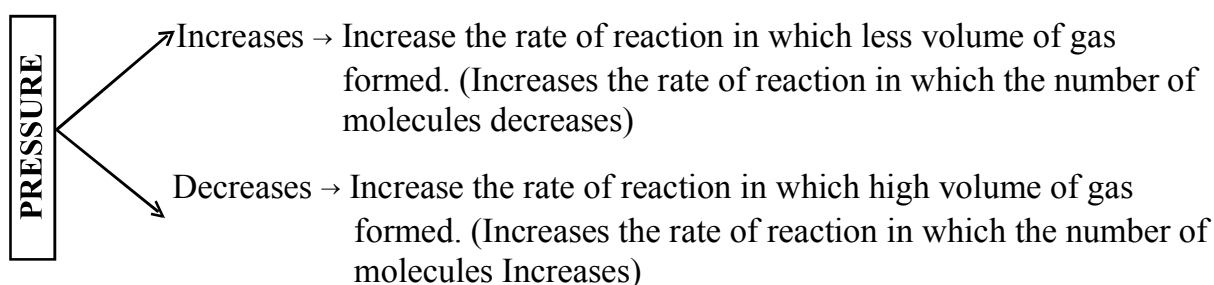 PRESSURE
Increases → Increase the rate of reaction in which less volume of gas
formed. (Increases the rate of reaction in which the number of
molecules decreases)
Decreases → Increase the rate of reaction in which high volume of gas
formed. (Increases the rate of reaction in which the number of
molecules Increases)